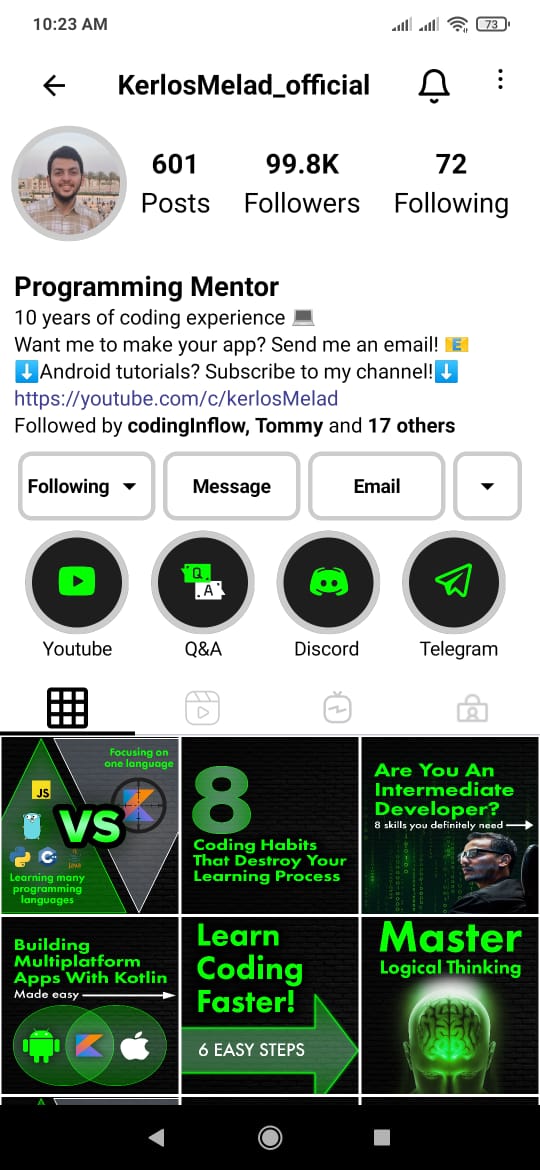 10:23 AM
73
KerlosMelad_official
601
99.8K
72
Posts
Followers
Following
Programming Mentor
10 years of coding experience 💻
Want me to make your app? Send me an email! 📧
⬇️Android tutorials? Subscribe to my channel!⬇️
https://youtube.com/c/kerlosMelad
Followed by codingInflow, Tommy and 17 others
Following
Message
Email
Q
.A
Youtube
Q&A
Discord
Telegram
Focusing on
one language
JS
VS
C++
Java
Learning many
programming
languages
8
Coding Habits
That Destroy Your
Learning Process
Are You An
Intermediate
Developer?
8 skills you definitely need
Building
Multiplatform
Apps With Kotlin
Made easy
Learn
Coding
Faster!
6 EASY STEPS
Master
Logical Thinking